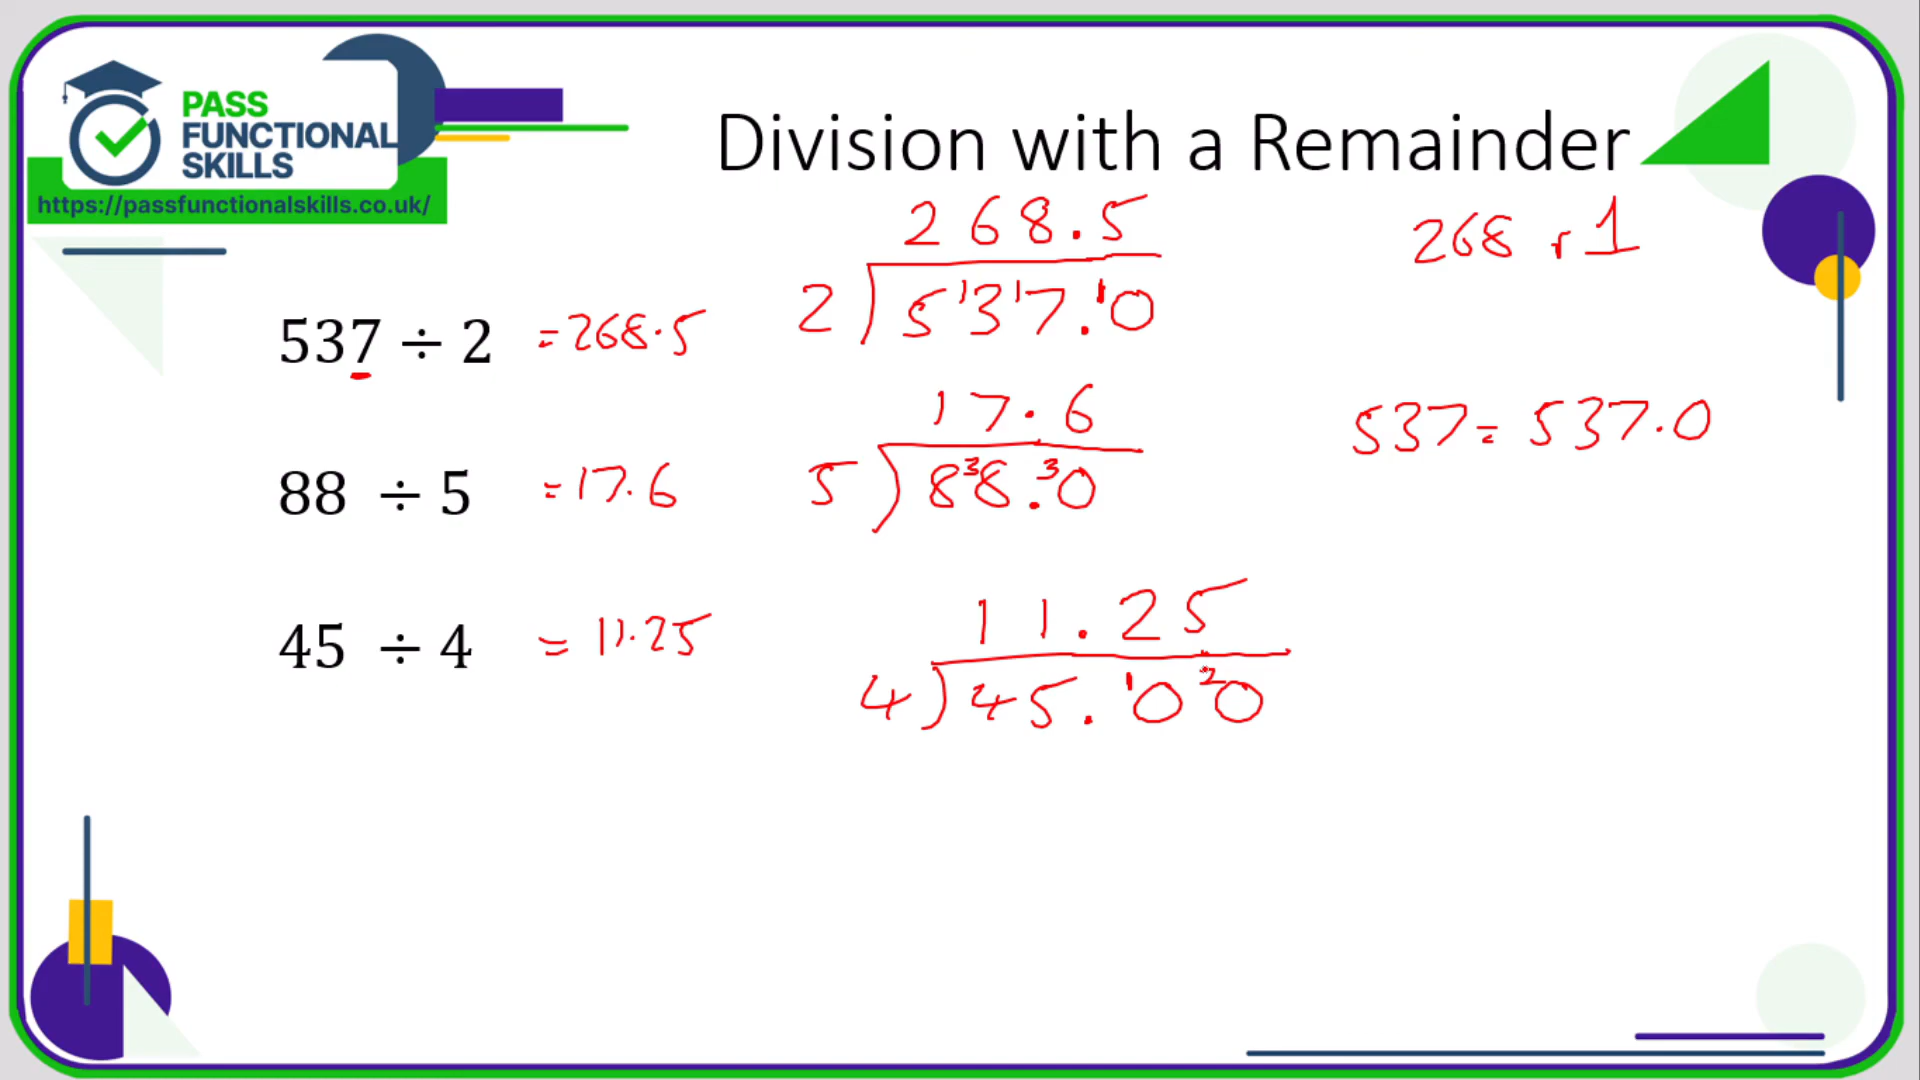 PASS
FUNCTIONAL
SKILLS
https://passfunctionalskills.co.uk/
Division with a Remainder
268.5
2 5¹3¹7.¹0
268 r 1
537 ÷ 2 = 268.5
17.6
5 8³8.³0
537 = 537.0
88 ÷ 5 = 17.6
11.25
4 45.¹0²0
45 ÷ 4 = 11.25